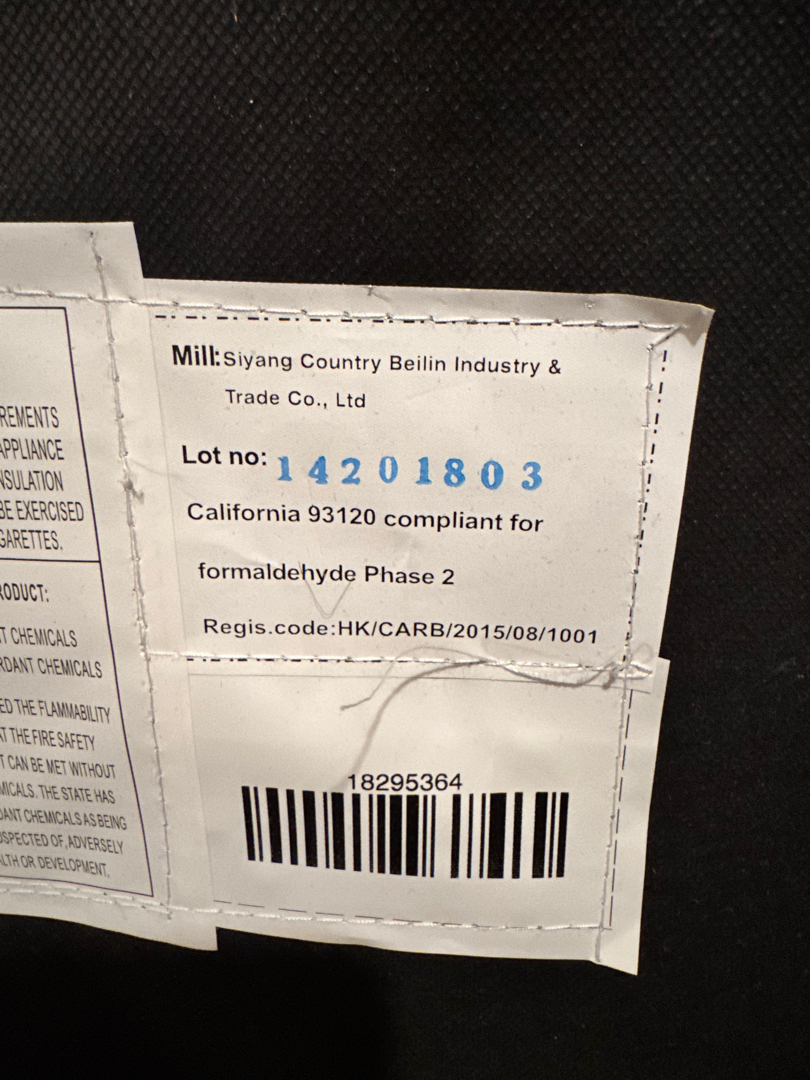 REMENTS
APPLIANCE
NSULATION
BE EXERCISED
GARETTES.
RODUCT:
T CHEMICALS
RDANT CHEMICALS
ED THE FLAMMABILITY
AT THE FIRE SAFETY
T CAN BE MET WITHOUT
MICALS. THE STATE HAS
DANT CHEMICALS AS BEING
USPECTED OF, ADVERSELY
ALTH OR DEVELOPMENT.
Mill:Siyang Country Beilin Industry &
Trade Co., Ltd
Lot no: 14201803
California 93120 compliant for
formaldehyde Phase 2
Regis.code:HK/CARB/2015/08/1001
18295364